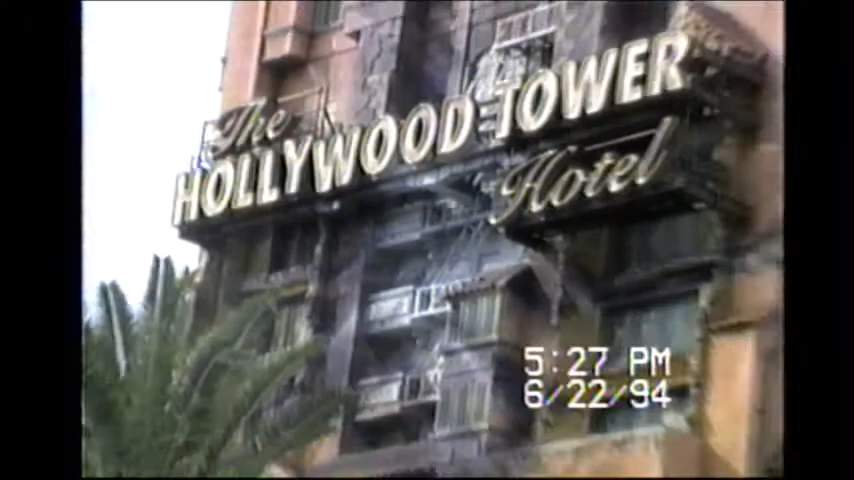 The
HOLLYWOOD TOWER
Hotel
5:27 PM
6/22/94